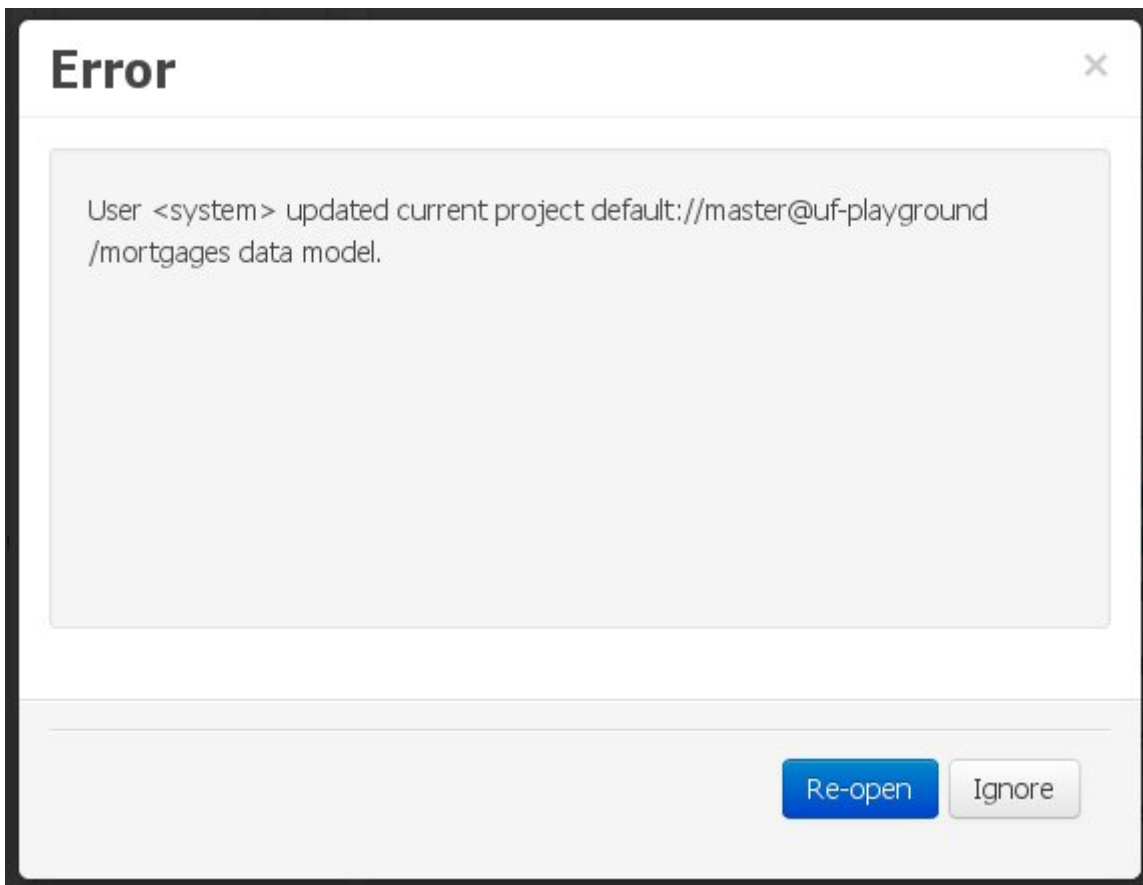 Error
×
User <system> updated current project default://master@uf-playground
/mortgages data model.
Re-open Ignore